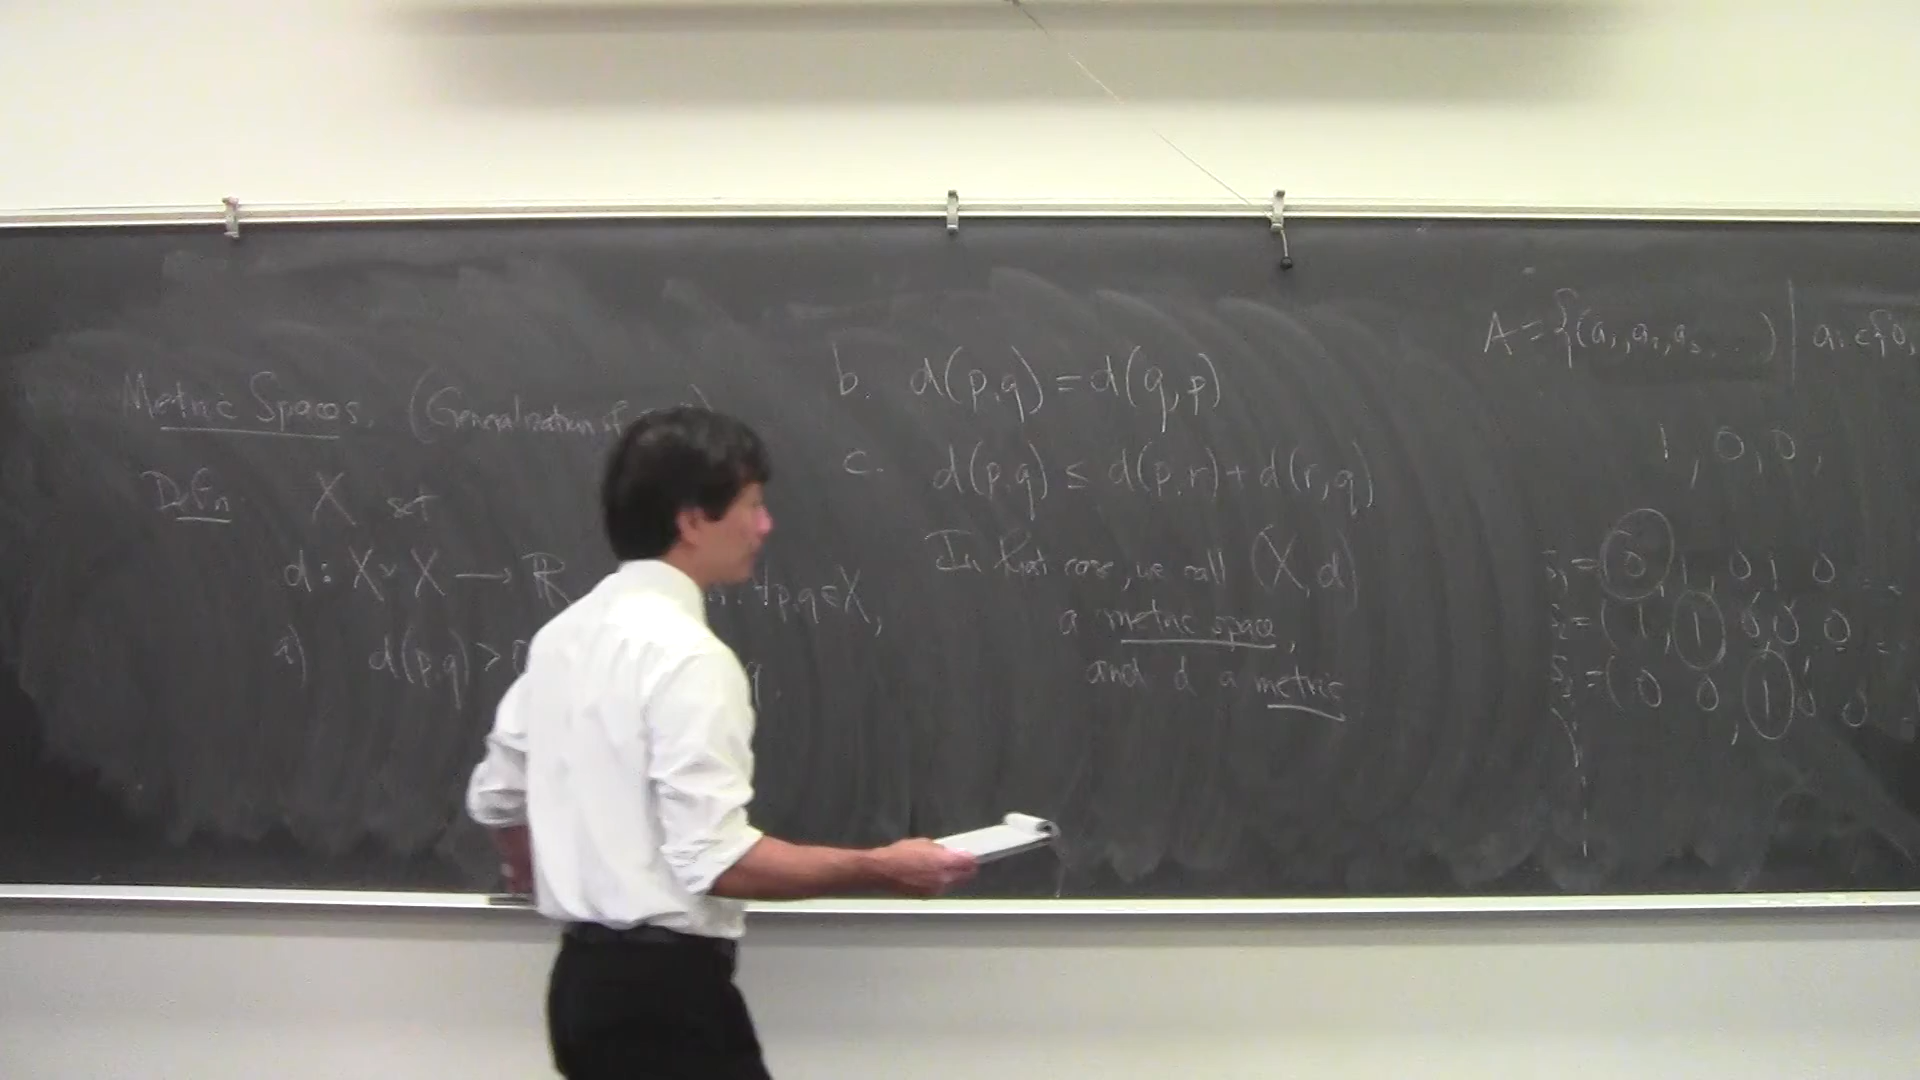 Metric Spaces. (Generalization of
Defn. X set
d: X × X → ℝ ∀p,q∈X,
a) d(p,q) > 0 q.
b. d(p,q) = d(q,p)
c. d(p,q) ≤ d(p,r) + d(r,q)
In that case, we call (X,d)
a metric space,
and d a metric
A = {(a₁, a₂, a₃, ...) | aᵢ ∈ {0,
1, 0, 0,
S₁ = (0, 1, 0, 1, 0 ...
S₂ = (1, 1, 0, 0, 0 ...
S₃ = (0 0, 1, 0 0